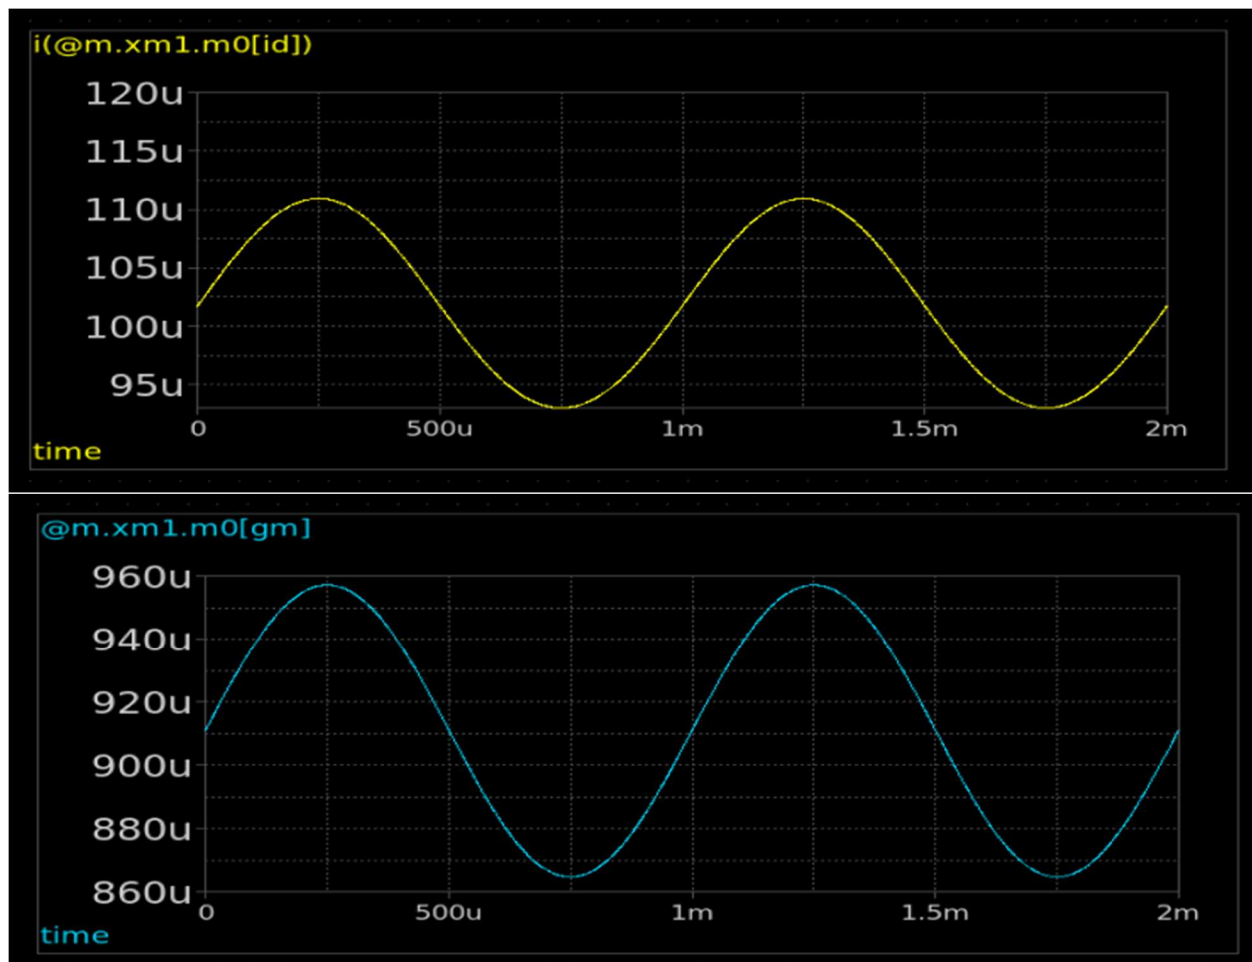 i(@m.xm1.m0[id])
120u
115u
110u
105u
100u
95u
0 500u 1m 1.5m 2m
time
@m.xm1.m0[gm]
960u
940u
920u
900u
880u
860u
0 500u 1m 1.5m 2m
time